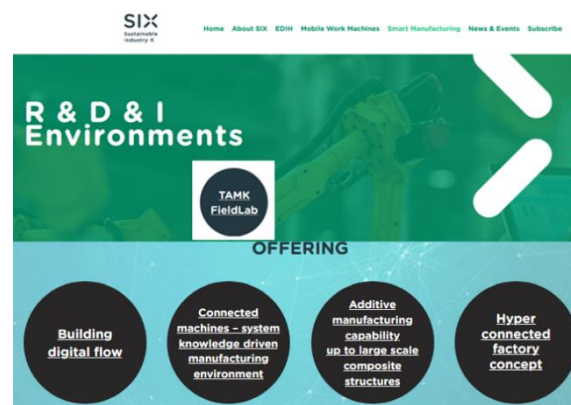 SIX
Sustainable
Industry X
Home About SIX EDIH Mobile Work Machines Smart Manufacturing News & Events Subscribe
R & D & I
Environments
TAMK
FieldLab
OFFERING
Building
digital flow
Connected
machines – system
knowledge driven
manufacturing
environment
Additive
manufacturing
capability
up to large scale
composite
structures
Hyper
connected
factory
concept